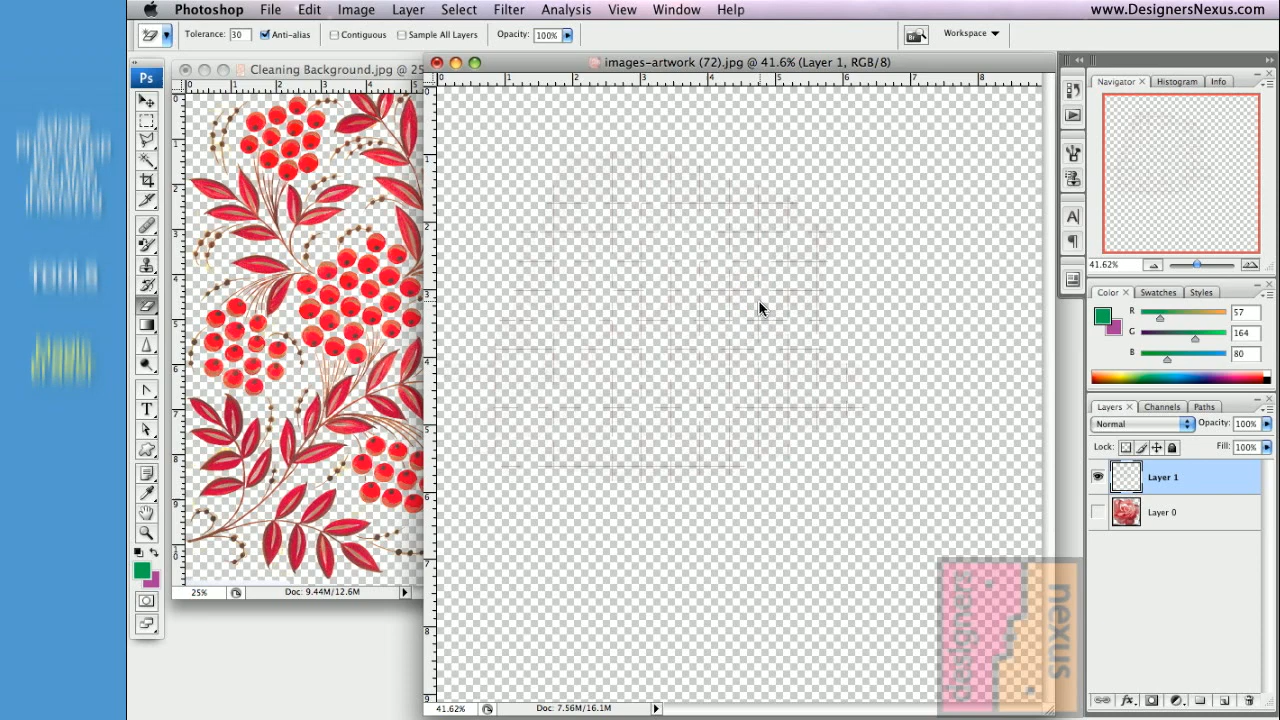 Photoshop File Edit Image Layer Select Filter Analysis View Window Help www.DesignersNexus.com
Tolerance: 30 Anti-alias Contiguous Sample All Layers Opacity: 100% Workspace
Cleaning Background.jpg @ 25
images-artwork (72).jpg @ 41.6% (Layer 1, RGB/8)
Ps
Navigator Histogram Info
41.62%
Color Swatches Styles
R 57
G 164
B 80
Layers Channels Paths
Normal Opacity: 100%
Lock: Fill: 100%
Layer 1
Layer 0
25% Doc: 9.44M/12.6M
41.62% Doc: 7.56M/16.1M
designers
nexus